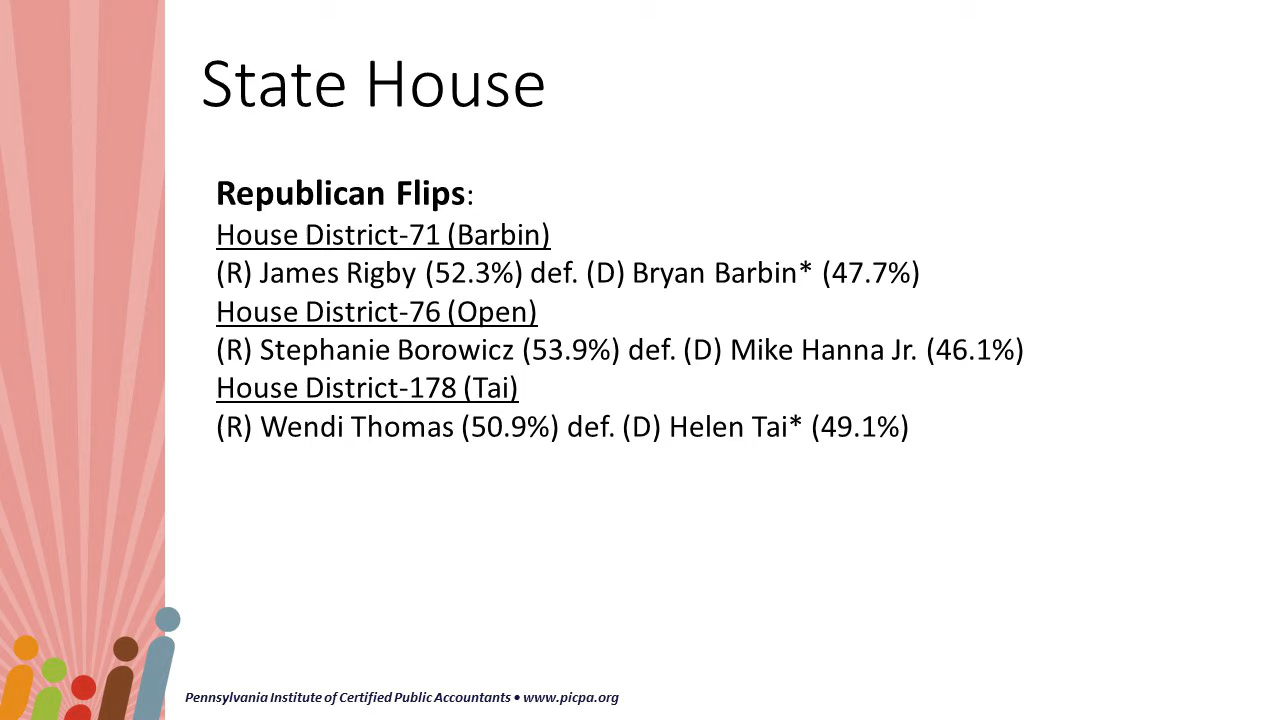 State House
Republican Flips:
House District-71 (Barbin)
(R) James Rigby (52.3%) def. (D) Bryan Barbin* (47.7%)
House District-76 (Open)
(R) Stephanie Borowicz (53.9%) def. (D) Mike Hanna Jr. (46.1%)
House District-178 (Tai)
(R) Wendi Thomas (50.9%) def. (D) Helen Tai* (49.1%)
Pennsylvania Institute of Certified Public Accountants • www.picpa.org